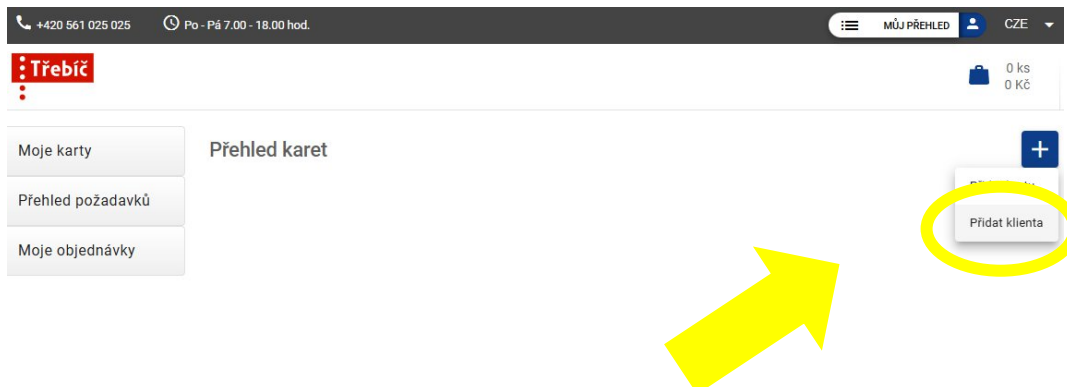 +420 561 025 025 Po - Pá 7.00 - 18.00 hod. MŮJ PŘEHLED CZE
Třebíč
0 ks
0 Kč
Moje karty
Přehled karet
Přehled požadavků
Přidat klienta
Moje objednávky